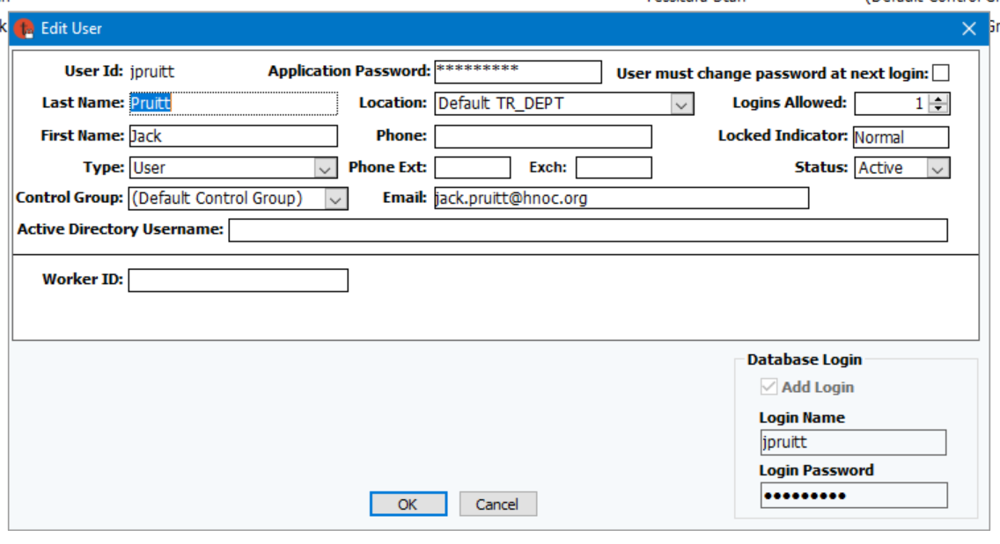 Edit User
User Id: jpruitt Application Password: ********* User must change password at next login:
Last Name: Pruitt Location: Default TR_DEPT Logins Allowed: 1
First Name: Jack Phone: Locked Indicator: Normal
Type: User Phone Ext: Exch: Status: Active
Control Group: (Default Control Group) Email: jack.pruitt@hnoc.org
Active Directory Username:
Worker ID:
Database Login
Add Login
Login Name
jpruitt
Login Password
•••••••••
OK Cancel